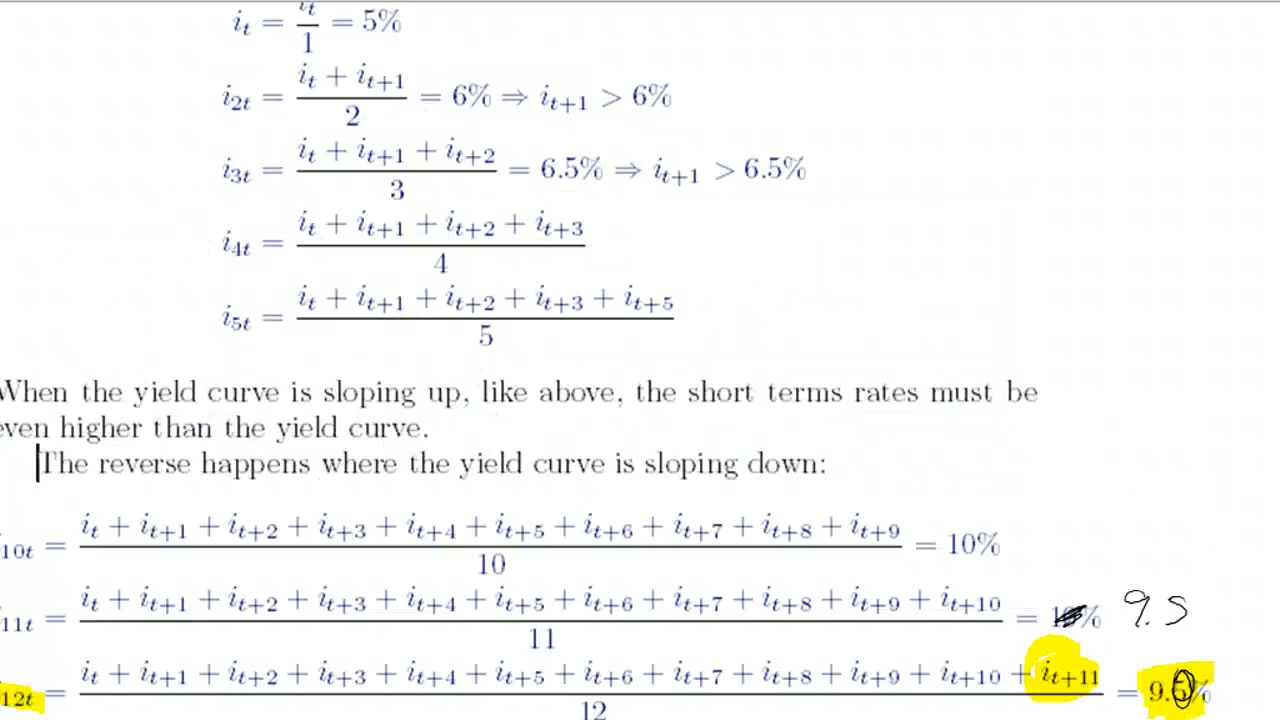 i_t = i_t / 1 = 5%
i_{2t} = (i_t + i_{t+1}) / 2 = 6% ⇒ i_{t+1} > 6%
i_{3t} = (i_t + i_{t+1} + i_{t+2}) / 3 = 6.5% ⇒ i_{t+1} > 6.5%
i_{4t} = (i_t + i_{t+1} + i_{t+2} + i_{t+3}) / 4
i_{5t} = (i_t + i_{t+1} + i_{t+2} + i_{t+3} + i_{t+5}) / 5
When the yield curve is sloping up, like above, the short terms rates must be
even higher than the yield curve.
The reverse happens where the yield curve is sloping down:
_{10t} = (i_t + i_{t+1} + i_{t+2} + i_{t+3} + i_{t+4} + i_{t+5} + i_{t+6} + i_{t+7} + i_{t+8} + i_{t+9}) / 10 = 10%
_{11t} = (i_t + i_{t+1} + i_{t+2} + i_{t+3} + i_{t+4} + i_{t+5} + i_{t+6} + i_{t+7} + i_{t+8} + i_{t+9} + i_{t+10}) / 11 = % 9.5
_{12t} = (i_t + i_{t+1} + i_{t+2} + i_{t+3} + i_{t+4} + i_{t+5} + i_{t+6} + i_{t+7} + i_{t+8} + i_{t+9} + i_{t+10} + i_{t+11}) / 12 = 9.0%